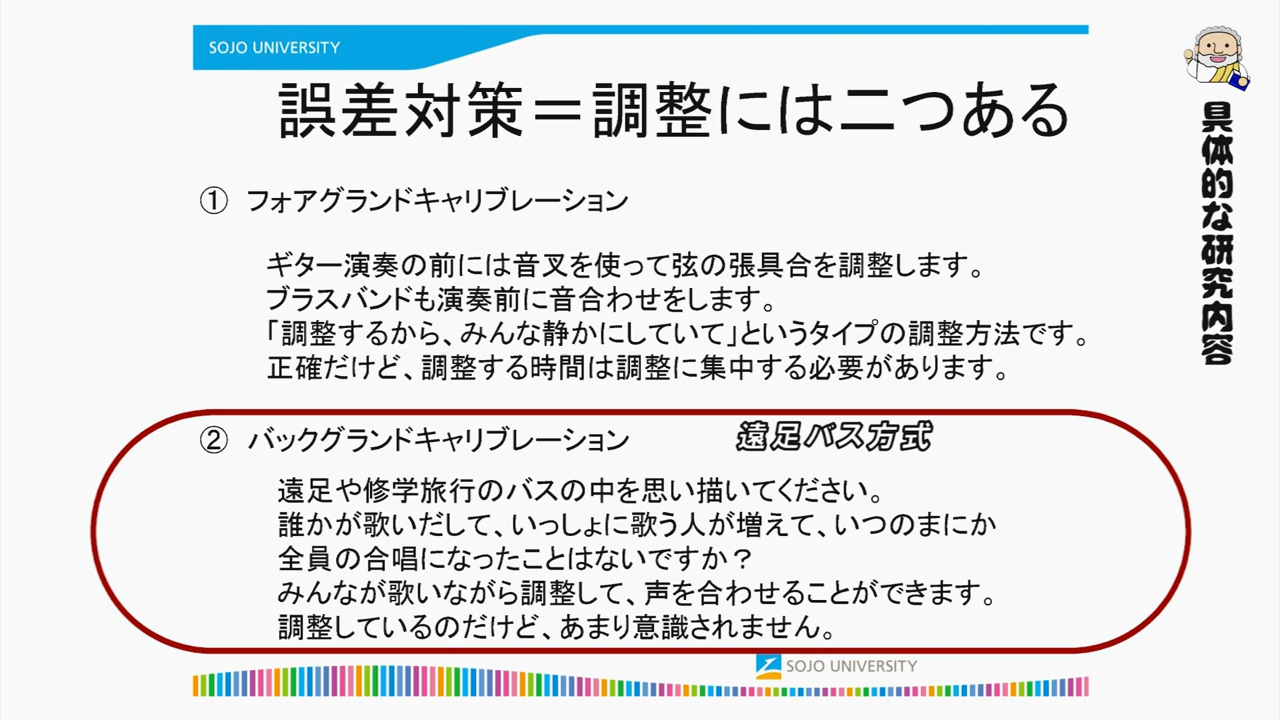 SOJO UNIVERSITY
誤差対策＝調整には二つある
具体的な研究内容
① フォアグランドキャリブレーション
ギター演奏の前には音叉を使って弦の張具合を調整します。
ブラスバンドも演奏前に音合わせをします。
「調整するから、みんな静かにしていて」というタイプの調整方法です。
正確だけど、調整する時間は調整に集中する必要があります。
② バックグランドキャリブレーション 遠足バス方式
遠足や修学旅行のバスの中を思い描いてください。
誰かが歌いだして、いっしょに歌う人が増えて、いつのまにか
全員の合唱になったことはないですか？
みんなが歌いながら調整して、声を合わせることができます。
調整しているのだけど、あまり意識されません。
SOJO UNIVERSITY